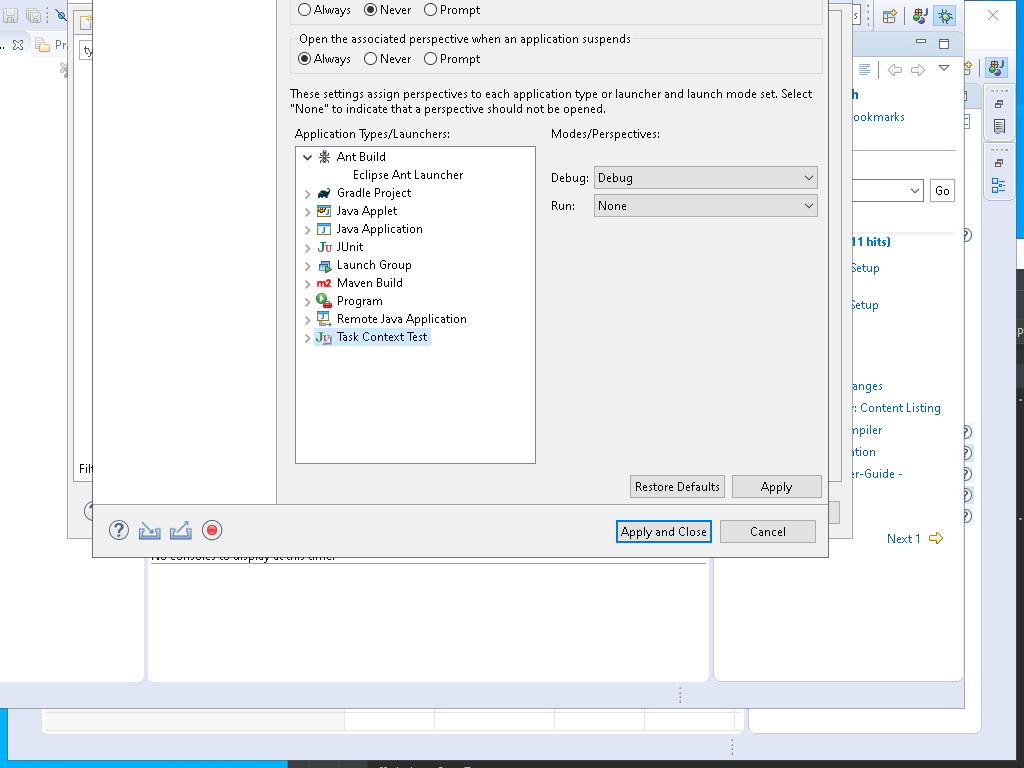 Always Never Prompt
Open the associated perspective when an application suspends
Always Never Prompt
These settings assign perspectives to each application type or launcher and launch mode set. Select
"None" to indicate that a perspective should not be opened.
Application Types/Launchers:
Modes/Perspectives:
Ant Build
Eclipse Ant Launcher
Gradle Project
Java Applet
Java Application
JUnit
Launch Group
Maven Build
Program
Remote Java Application
Task Context Test
Debug: Debug
Run: None
Restore Defaults
Apply
Apply and Close
Cancel
No consoles to display at this time.
ookmarks
Go
11 hits)
Setup
Setup
anges
r: Content Listing
mpiler
ation
er-Guide -
Next 1